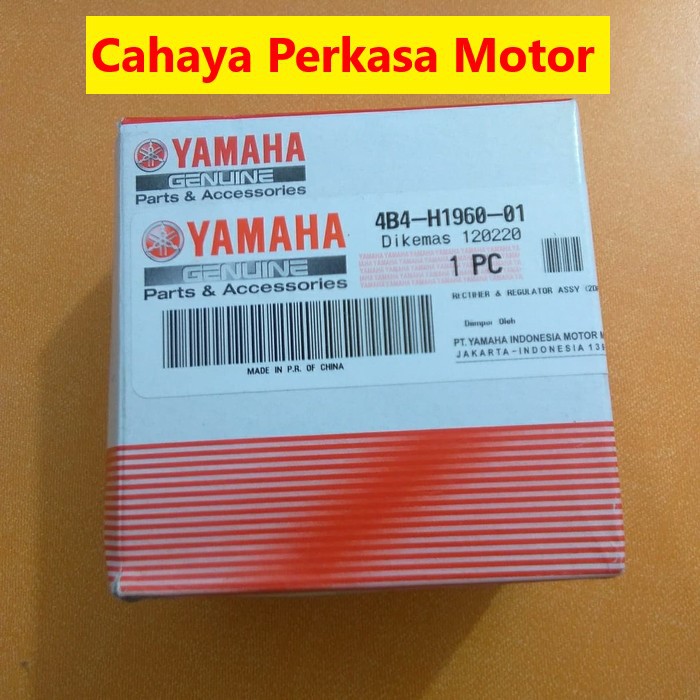 Cahaya Perkasa Motor
YAMAHA
GENUINE
Parts & Accessories
YAMAHA
GENUINE
Parts & Accessories
4B4-H1960-01
Dikemas 120220
1 PC
RECTIFIER & REGULATOR ASSY
Diimpor Oleh
PT. YAMAHA INDONESIA MOTOR
JAKARTA-INDONESIA
MADE IN P.R. OF CHINA